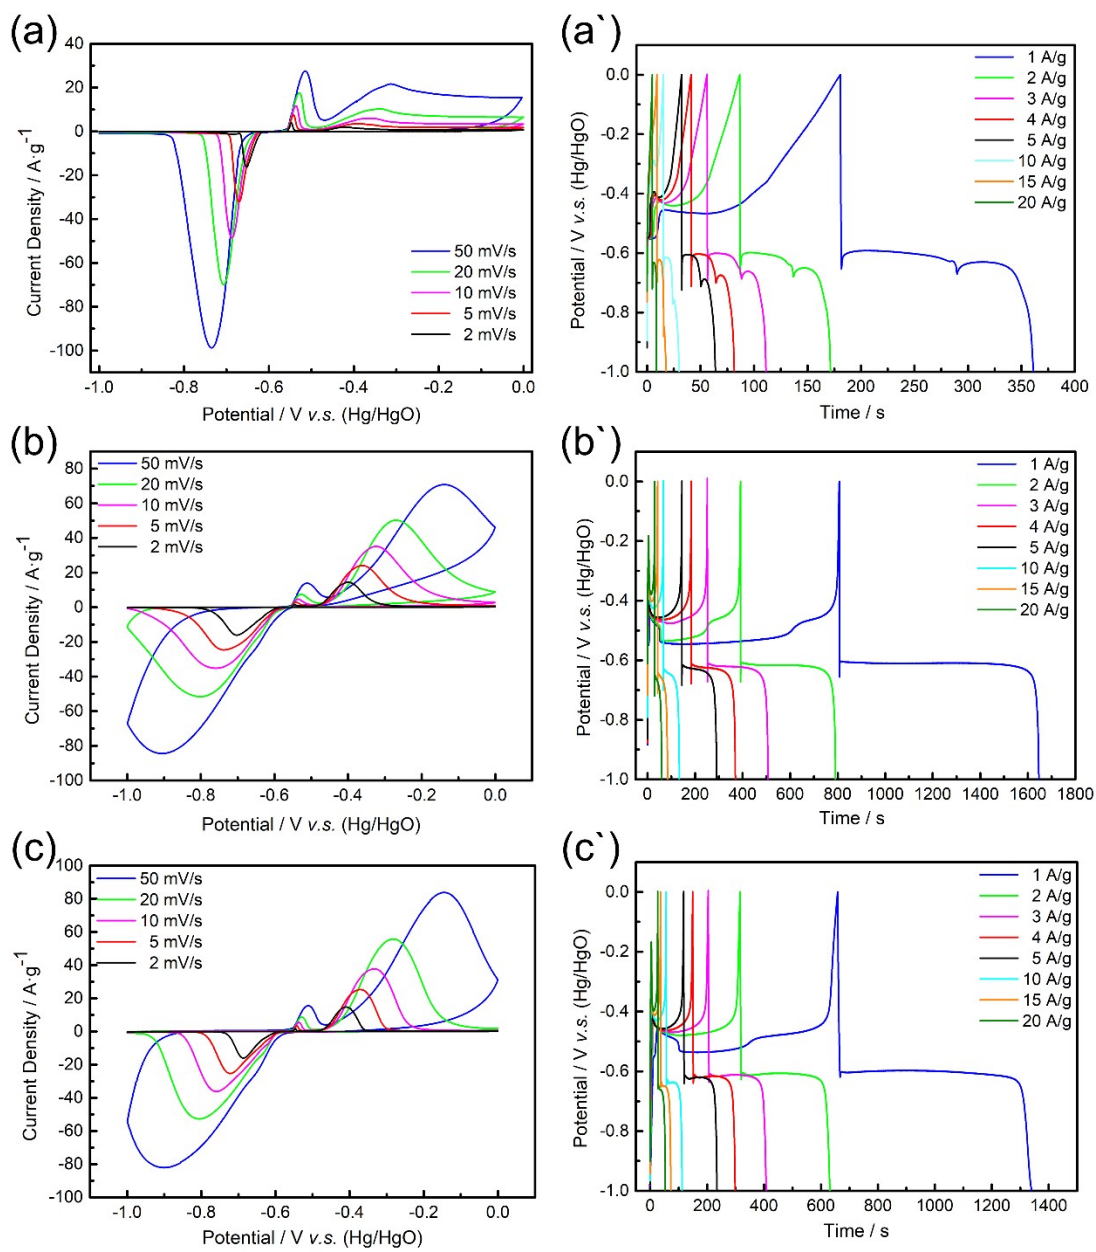 (a)
40
20
0
-20
-40
-60
-80
-100
Current Density / A·g⁻¹
50 mV/s
20 mV/s
10 mV/s
5 mV/s
2 mV/s
-1.0 -0.8 -0.6 -0.4 -0.2 0.0
Potential / V v.s. (Hg/HgO)
(a`)
0.0
-0.2
-0.4
-0.6
-0.8
-1.0
Potential / V v.s. (Hg/HgO)
1 A/g
2 A/g
3 A/g
4 A/g
5 A/g
10 A/g
15 A/g
20 A/g
0 50 100 150 200 250 300 350 400
Time / s
(b)
80
60
40
20
0
-20
-40
-60
-80
-100
Current Density / A·g⁻¹
50 mV/s
20 mV/s
10 mV/s
5 mV/s
2 mV/s
-1.0 -0.8 -0.6 -0.4 -0.2 0.0
Potential / V v.s. (Hg/HgO)
(b`)
0.0
-0.2
-0.4
-0.6
-0.8
-1.0
Potential / V v.s. (Hg/HgO)
1 A/g
2 A/g
3 A/g
4 A/g
5 A/g
10 A/g
15 A/g
20 A/g
0 200 400 600 800 1000 1200 1400 1600 1800
Time / s
(c)
100
80
60
40
20
0
-20
-40
-60
-80
-100
Current Density / A·g⁻¹
50 mV/s
20 mV/s
10 mV/s
5 mV/s
2 mV/s
-1.0 -0.8 -0.6 -0.4 -0.2 0.0
Potential / V v.s. (Hg/HgO)
(c`)
0.0
-0.2
-0.4
-0.6
-0.8
-1.0
Potential / V v.s. (Hg/HgO)
1 A/g
2 A/g
3 A/g
4 A/g
5 A/g
10 A/g
15 A/g
20 A/g
0 200 400 600 800 1000 1200 1400
Time / s